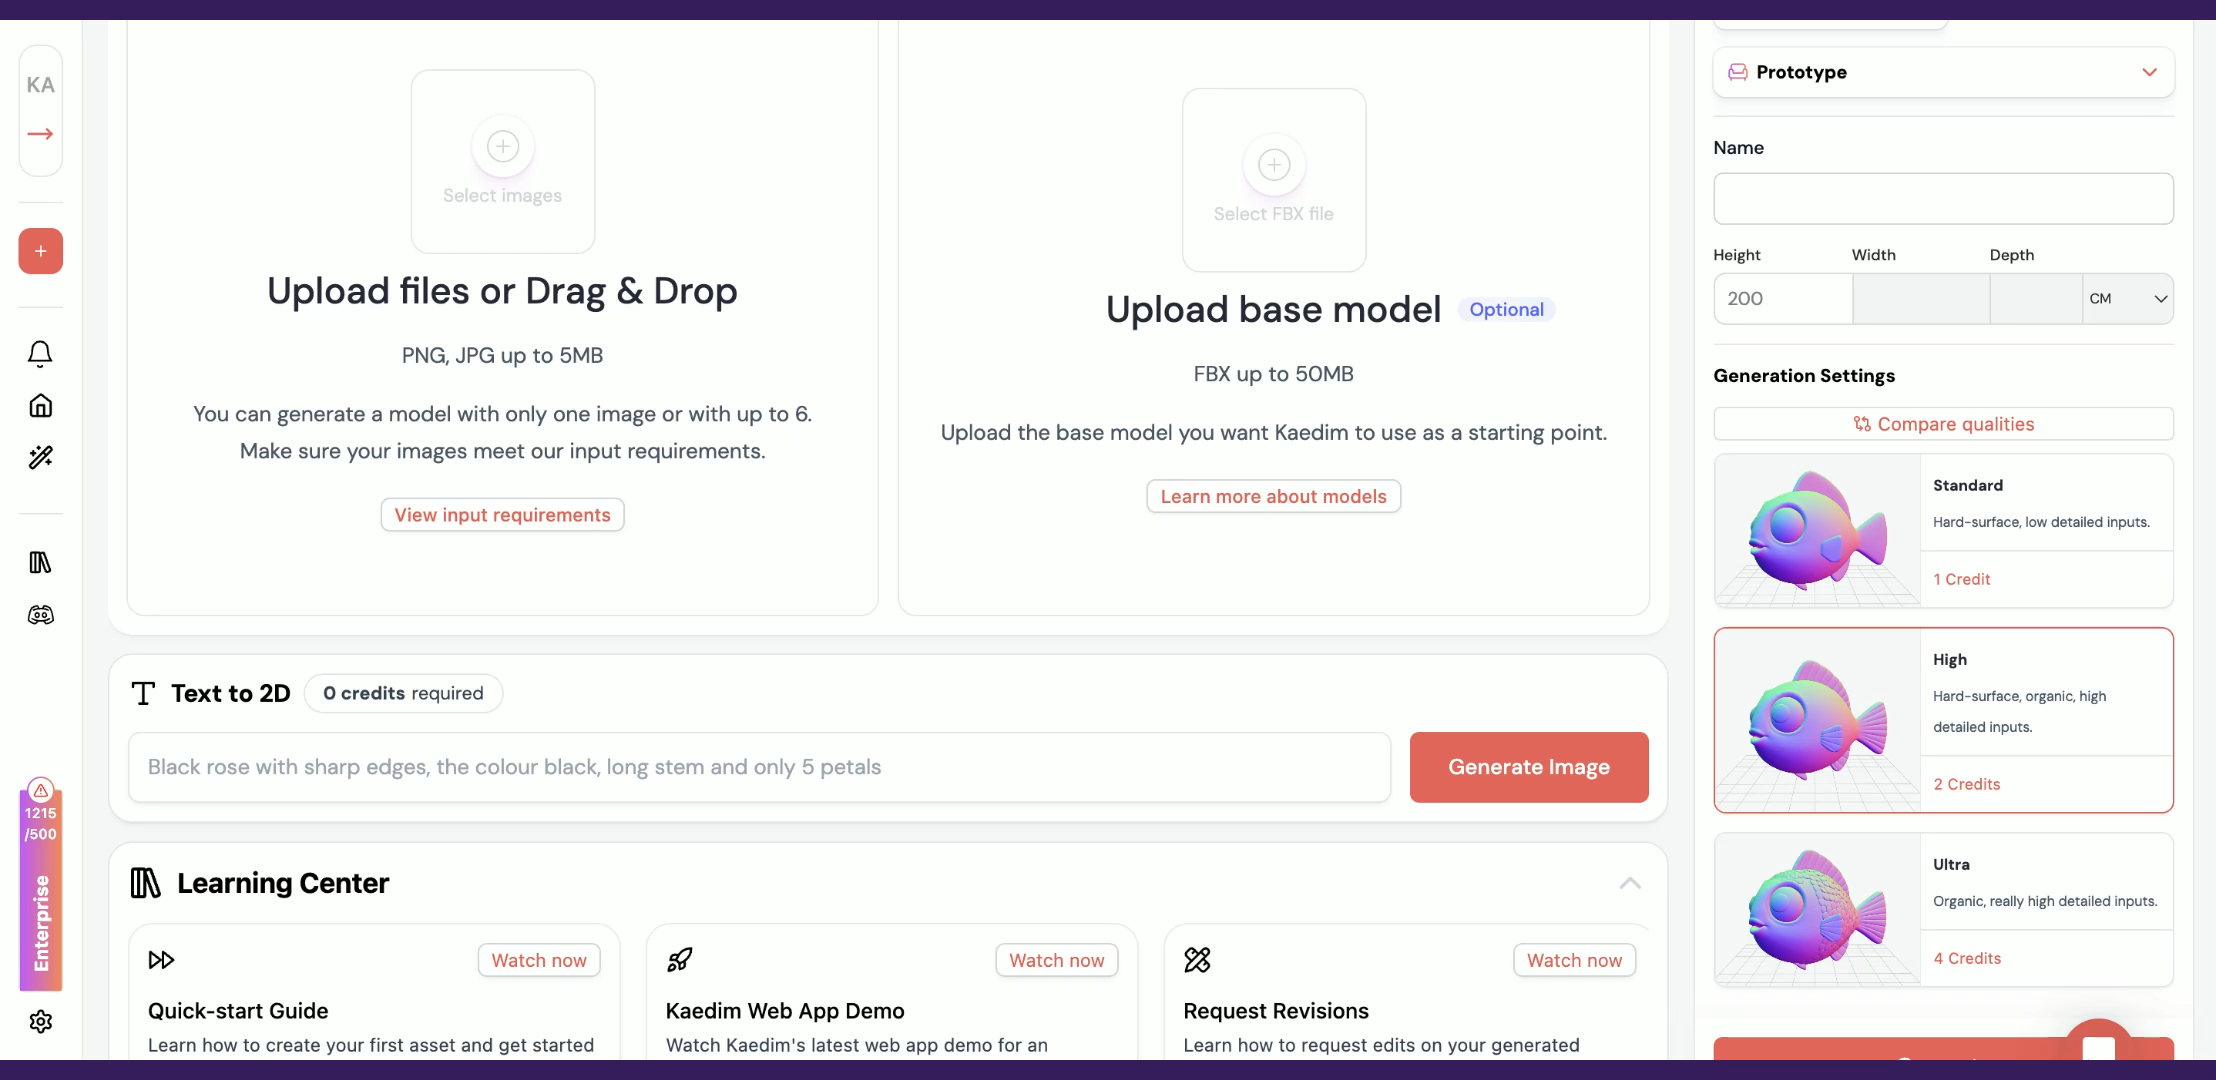 KA
1215
/500
Enterprise
Select images
Upload files or Drag & Drop
PNG, JPG up to 5MB
You can generate a model with only one image or with up to 6.
Make sure your images meet our input requirements.
View input requirements
Select FBX file
Upload base model Optional
FBX up to 50MB
Upload the base model you want Kaedim to use as a starting point.
Learn more about models
Text to 2D 0 credits required
Black rose with sharp edges, the colour black, long stem and only 5 petals
Generate Image
Learning Center
Watch now
Quick-start Guide
Learn how to create your first asset and get started
Watch now
Kaedim Web App Demo
Watch Kaedim's latest web app demo for an
Watch now
Request Revisions
Learn how to request edits on your generated
Prototype
Name
Height Width Depth
200 CM
Generation Settings
Compare qualities
Standard
Hard-surface, low detailed inputs.
1 Credit
High
Hard-surface, organic, high
detailed inputs.
2 Credits
Ultra
Organic, really high detailed inputs.
4 Credits